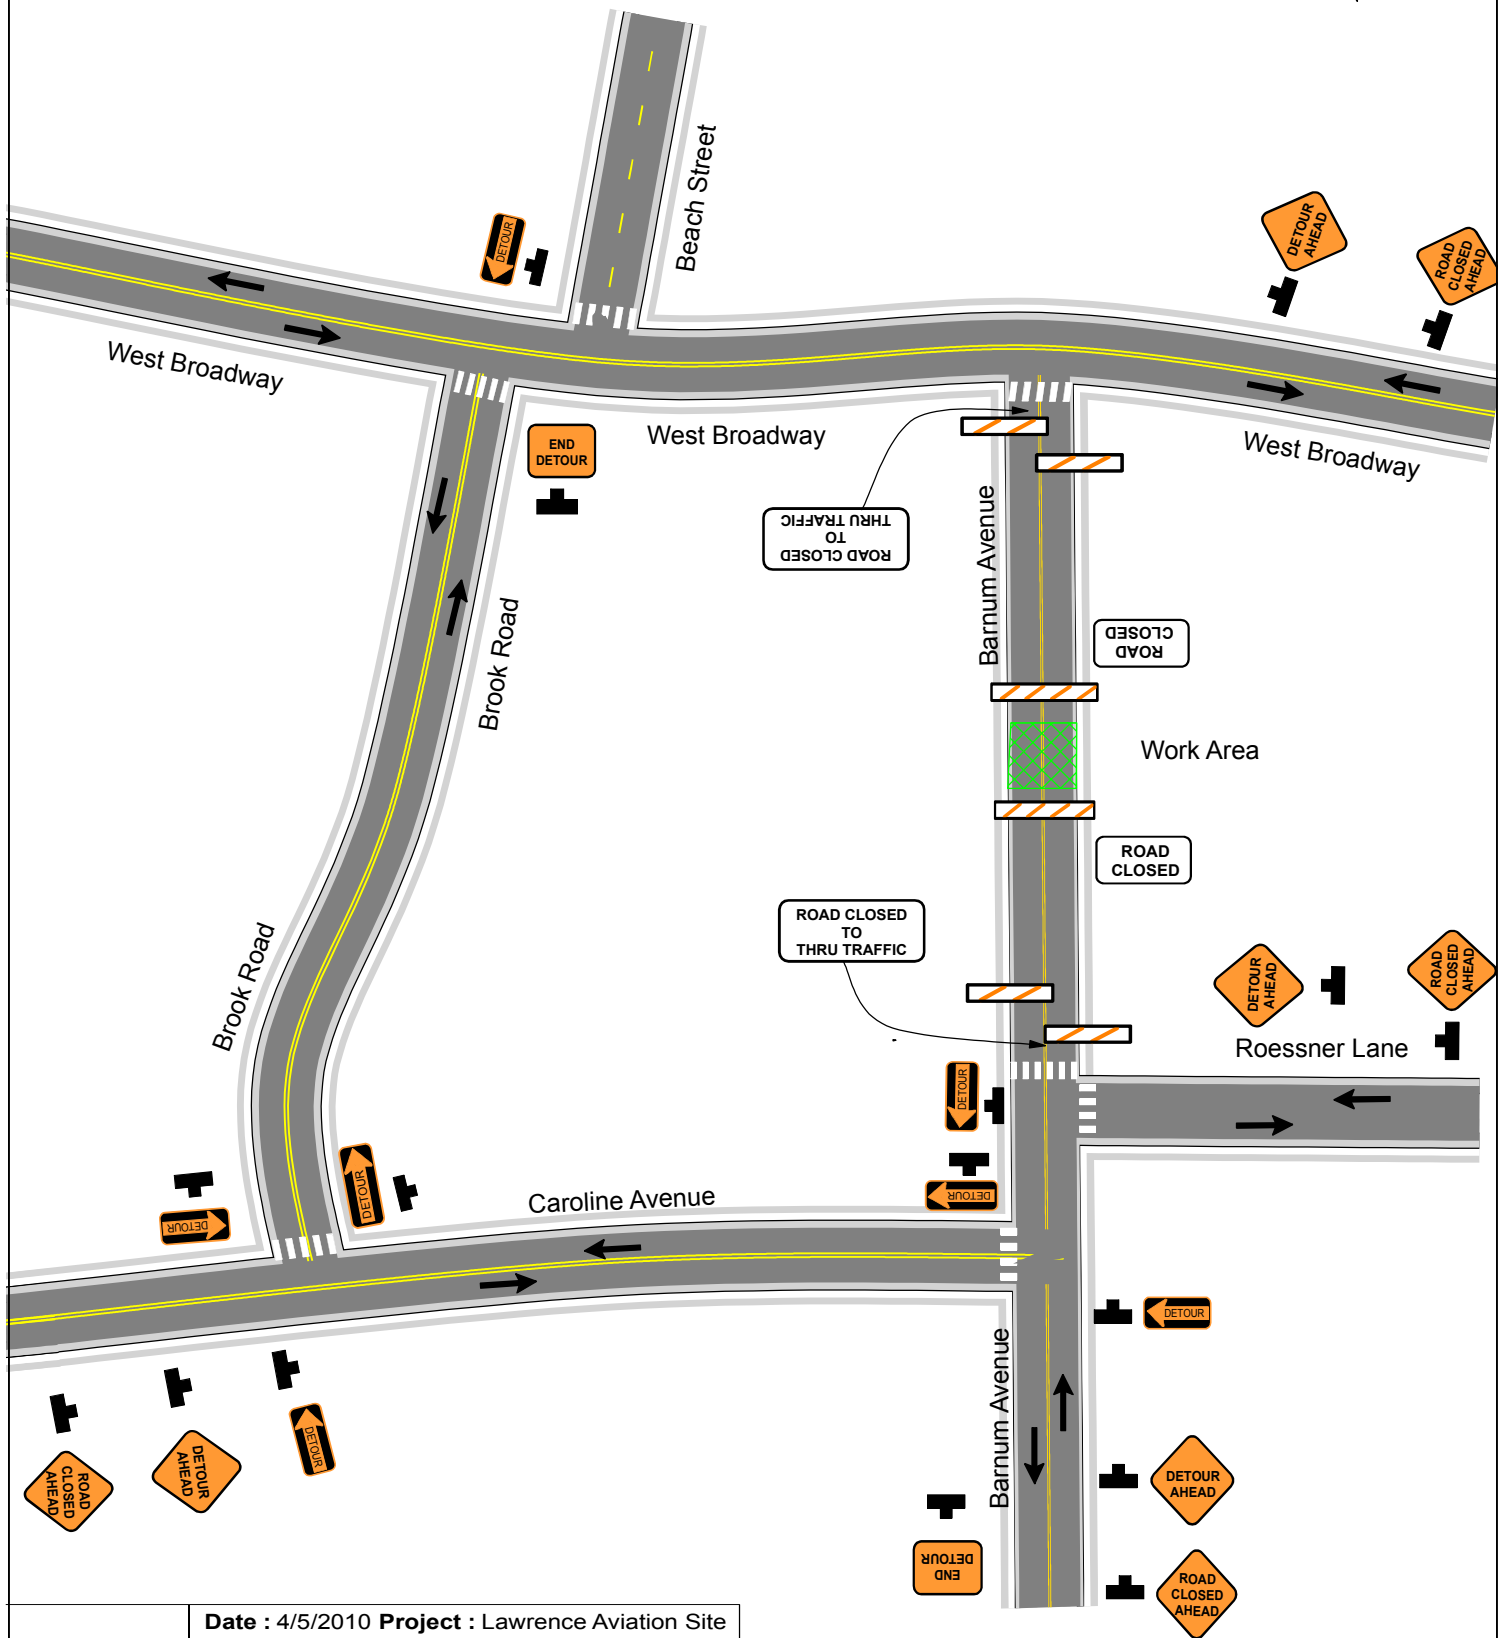 Beach Street
DETOUR
DETOUR
AHEAD
ROAD
CLOSED
AHEAD
West Broadway
West Broadway
West Broadway
END
DETOUR
ROAD CLOSED
TO
THRU TRAFFIC
Barnum Avenue
Brook Road
ROAD
CLOSED
Work Area
ROAD
CLOSED
ROAD CLOSED
TO
THRU TRAFFIC
Brook Road
DETOUR
AHEAD
ROAD
CLOSED
AHEAD
Roessner Lane
DETOUR
DETOUR
DETOUR
DETOUR
Caroline Avenue
DETOUR
Barnum Avenue
DETOUR
ROAD
CLOSED
AHEAD
DETOUR
AHEAD
DETOUR
AHEAD
END
DETOUR
ROAD
CLOSED
AHEAD
Date : 4/5/2010 Project : Lawrence Aviation Site